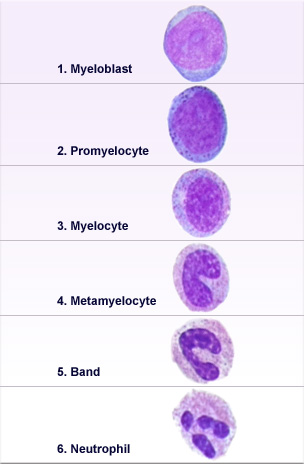 1. Myeloblast
2. Promyelocyte
3. Myelocyte
4. Metamyelocyte
5. Band
6. Neutrophil